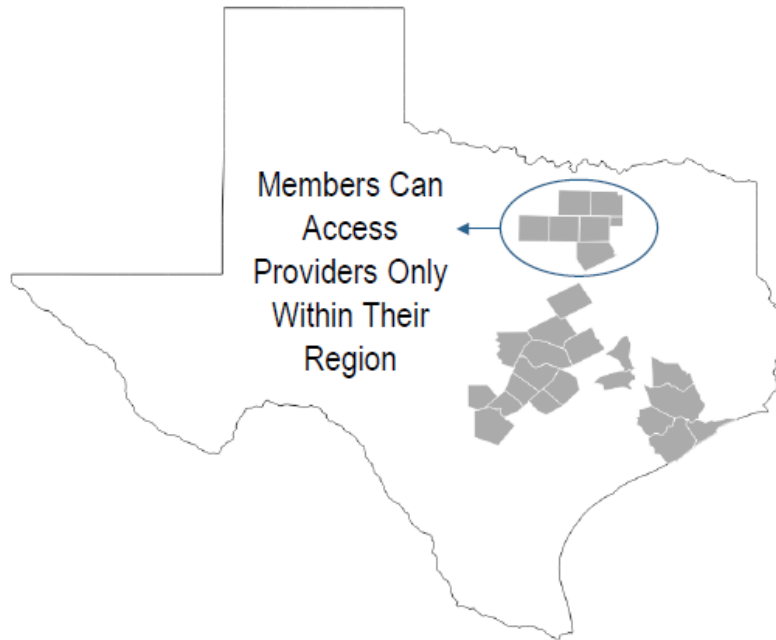 Members Can
Access
Providers Only
Within Their
Region